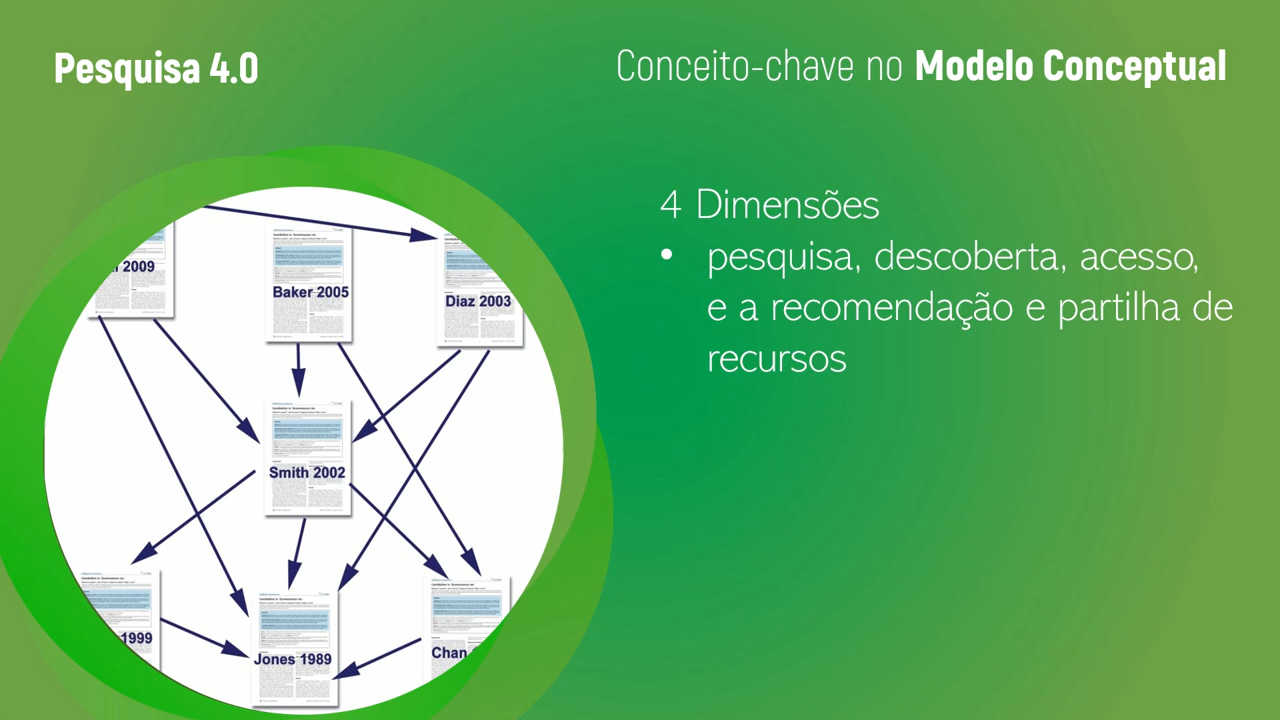 Pesquisa 4.0
Conceito-chave no Modelo Conceptual
4 Dimensões
• pesquisa, descoberta, acesso,
e a recomendação e partilha de
recursos
2009
Baker 2005
Diaz 2003
Smith 2002
1999
Jones 1989
Chan